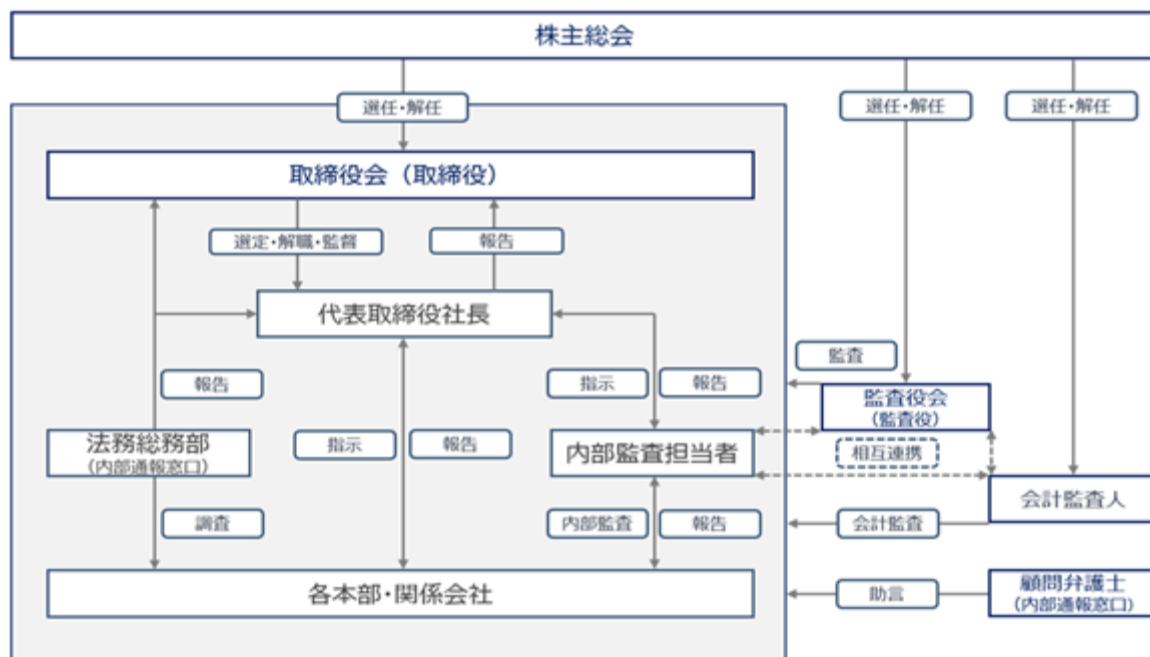 株主総会
選任・解任
選任・解任
選任・解任
取締役会（取締役）
選定・解職・監督
報告
代表取締役社長
監査
報告
指示
報告
監査役会
（監査役）
法務総務部
（内部通報窓口）
指示
報告
内部監査担当者
相互連携
会計監査人
調査
内部監査
報告
会計監査
各本部・関係会社
助言
顧問弁護士
（内部通報窓口）